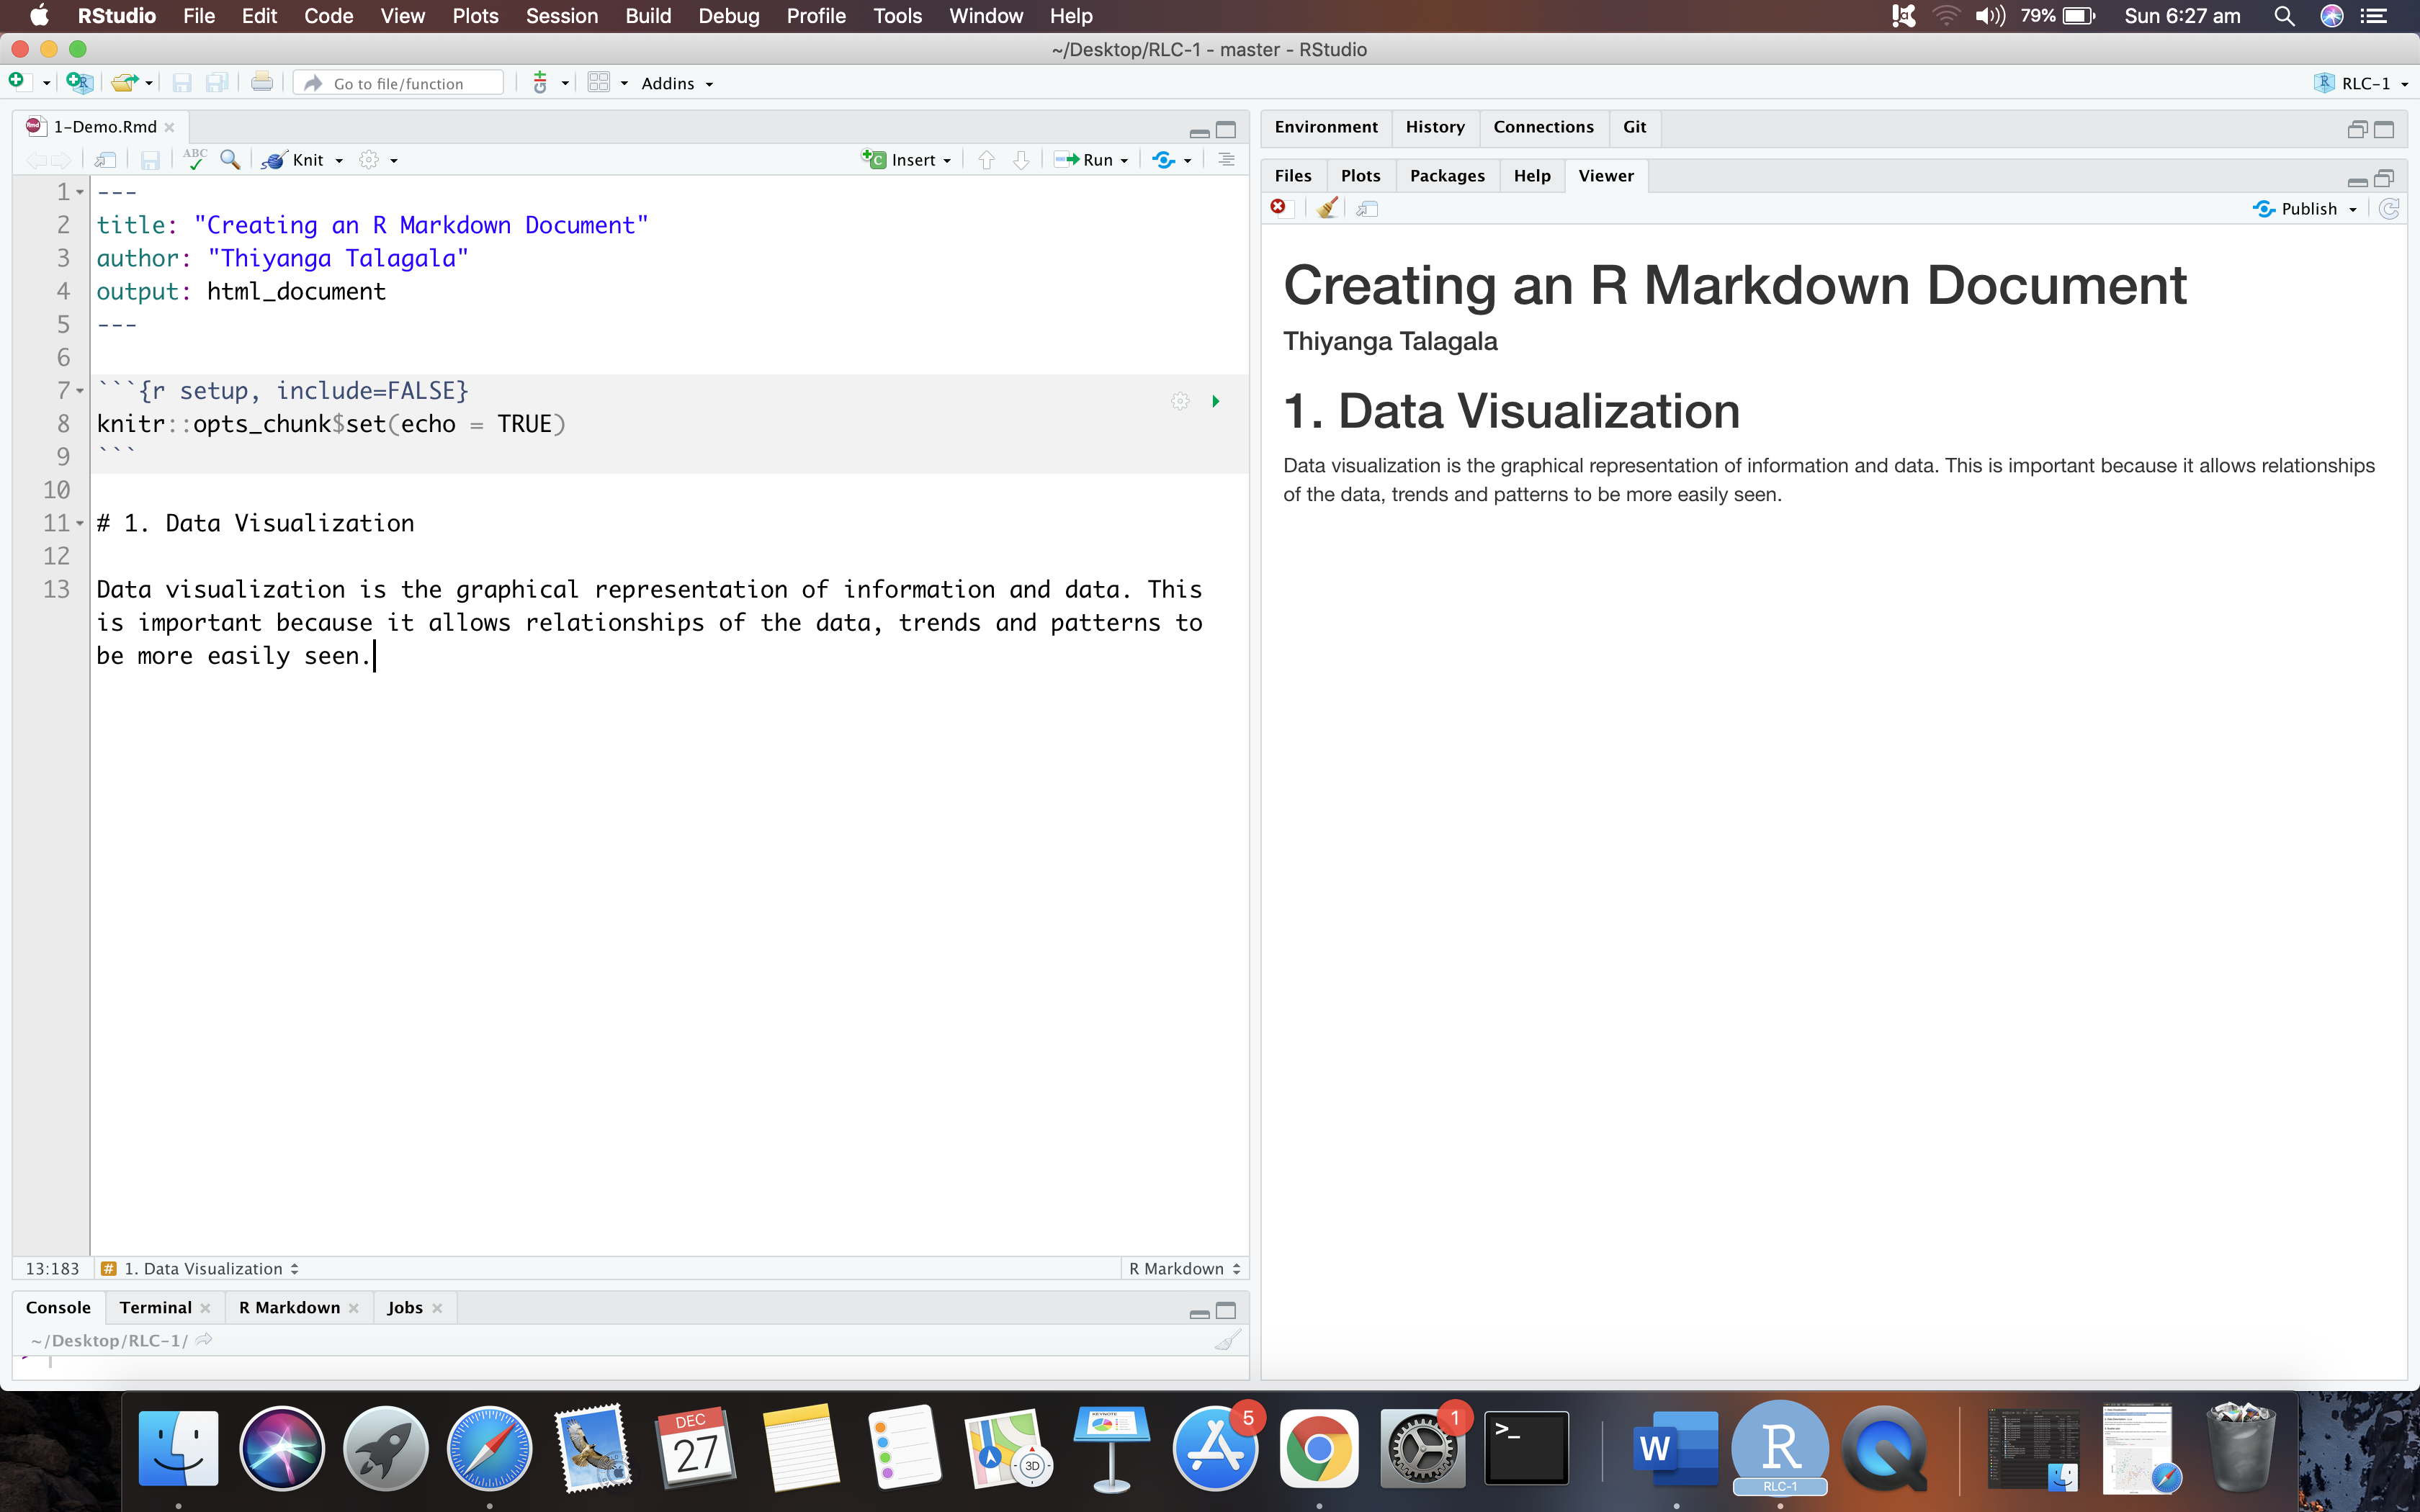 RStudio File Edit Code View Plots Session Build Debug Profile Tools Window Help 79% Sun 6:27 am
~/Desktop/RLC-1 - master - RStudio
Go to file/function Addins RLC-1
1-Demo.Rmd
ABC Knit Insert Run
1 ---
2 title: "Creating an R Markdown Document"
3 author: "Thiyanga Talagala"
4 output: html_document
5 ---
6
7 ```{r setup, include=FALSE}
8 knitr::opts_chunk$set(echo = TRUE)
9 ```
10
11 # 1. Data Visualization
12
13 Data visualization is the graphical representation of information and data. This
is important because it allows relationships of the data, trends and patterns to
be more easily seen.
13:183 # 1. Data Visualization R Markdown
Console Terminal R Markdown Jobs
~/Desktop/RLC-1/
Environment History Connections Git
Files Plots Packages Help Viewer
Publish
Creating an R Markdown Document
Thiyanga Talagala
1. Data Visualization
Data visualization is the graphical representation of information and data. This is important because it allows relationships
of the data, trends and patterns to be more easily seen.
DEC
27
3D
KEYNOTE
5
1
>_
W
R
RLC-1